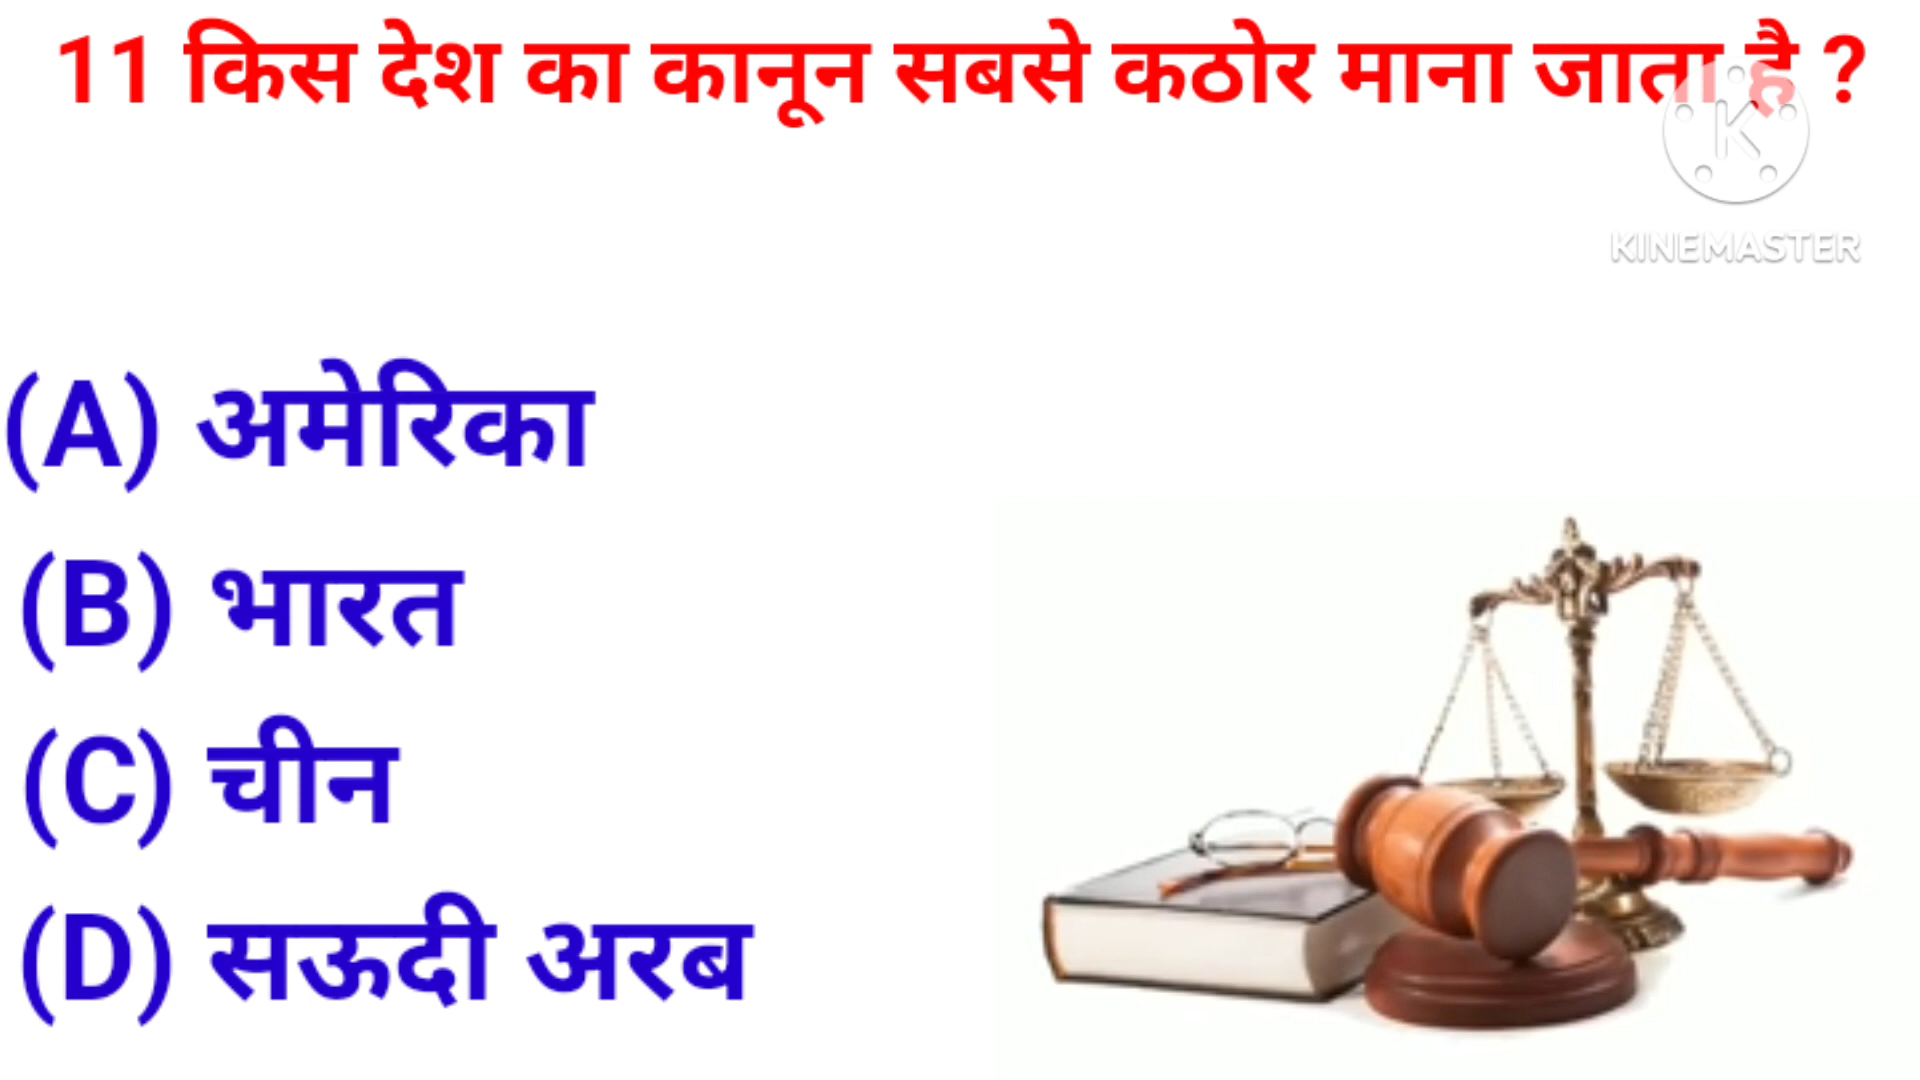 11 किस देश का कानून सबसे कठोर माना जाता है ?
KINEMASTER
(A) अमेरिका
(B) भारत
(C) चीन
(D) सऊदी अरब